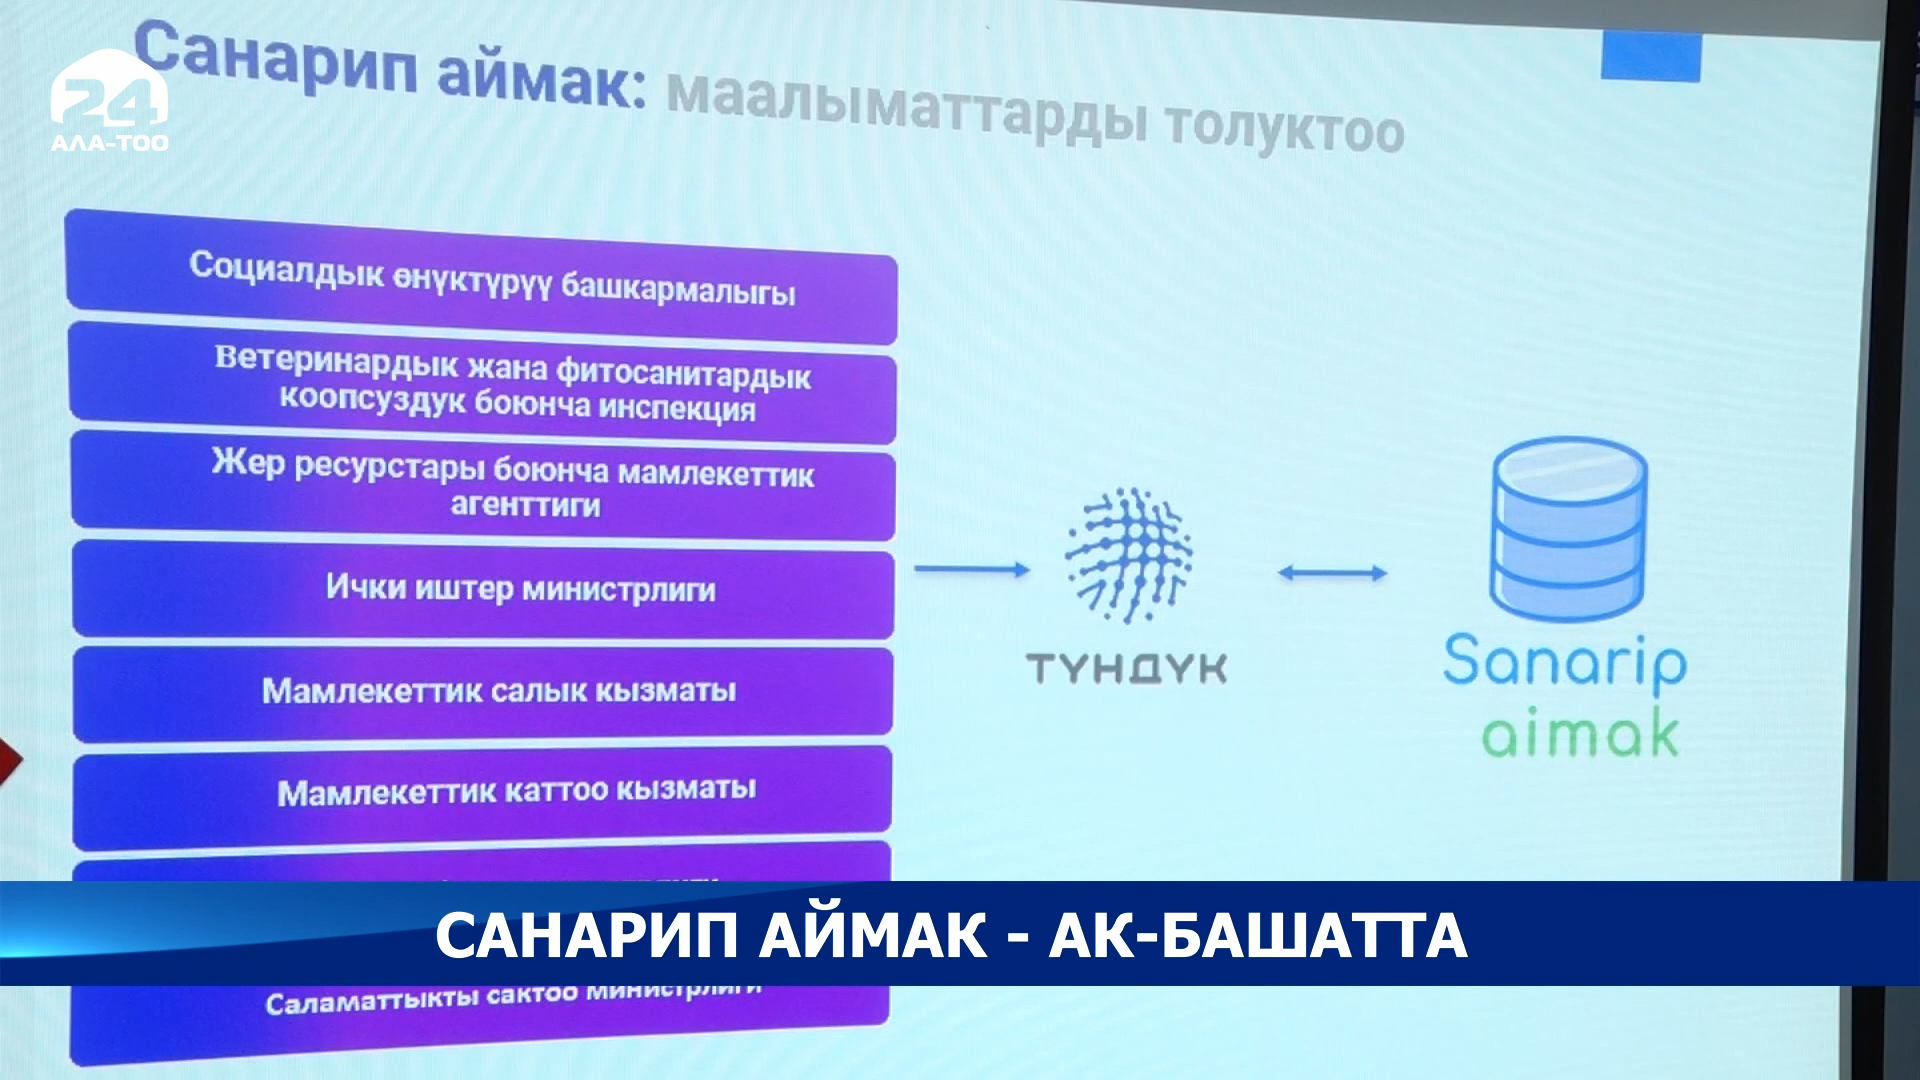 Санарип аймак: маалыматтарды толуктоо
24
АЛА-ТОО
Социалдык өнүктүрүү башкармалыгы
Ветеринардык жана фитосанитардык
коопсуздук боюнча инспекция
Жер ресурстары боюнча мамлекеттик
агенттиги
Ички иштер министрлиги
Мамлекеттик салык кызматы
Мамлекеттик каттоо кызматы
ТҮНДҮК
Sanarip
aimak
САНАРИП АЙМАК - АК-БАШАТТА
Саламаттыкты сактоо министрлиги